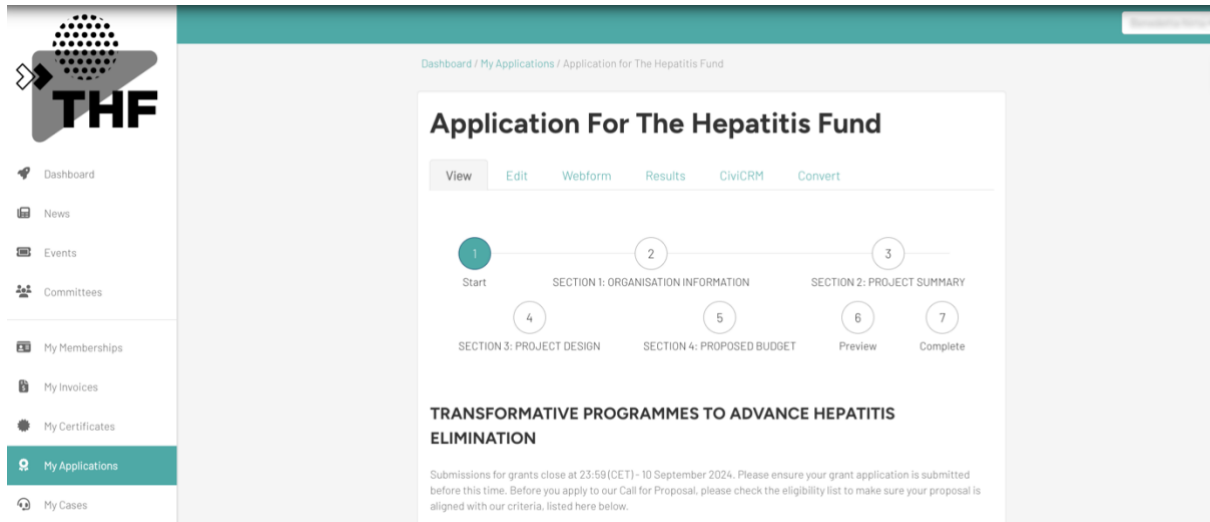 THF
Dashboard
News
Events
Committees
My Memberships
My Invoices
My Certificates
My Applications
My Cases
Dashboard / My Applications / Application for The Hepatitis Fund
Application For The Hepatitis Fund
View Edit Webform Results CiviCRM Convert
1 2 3
Start SECTION 1: ORGANISATION INFORMATION SECTION 2: PROJECT SUMMARY
4 5 6 7
SECTION 3: PROJECT DESIGN SECTION 4: PROPOSED BUDGET Preview Complete
TRANSFORMATIVE PROGRAMMES TO ADVANCE HEPATITIS
ELIMINATION
Submissions for grants close at 23:59 (CET) - 10 September 2024. Please ensure your grant application is submitted
before this time. Before you apply to our Call for Proposal, please check the eligibility list to make sure your proposal is
aligned with our criteria, listed here below.